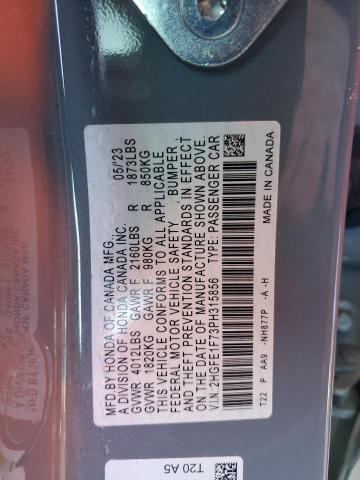 MFD BY HONDA OF CANADA MFG., 05/'23
A DIVISION OF HONDA CANADA INC.
GVWR 4012LBS GAWR F 2160LBS R 1873LBS
GVWR 1820KG GAWR F 980KG R 850KG
THIS VEHICLE CONFORMS TO ALL APPLICABLE
FEDERAL MOTOR VEHICLE SAFETY, BUMPER,
AND THEFT PREVENTION STANDARDS IN EFFECT
ON THE DATE OF MANUFACTURE SHOWN ABOVE.
VIN: 2HGFE1F73PH315856 TYPE: PASSENGER CAR
T22 P AA9 -NH877P -A -H MADE IN CANADA
T20 A5